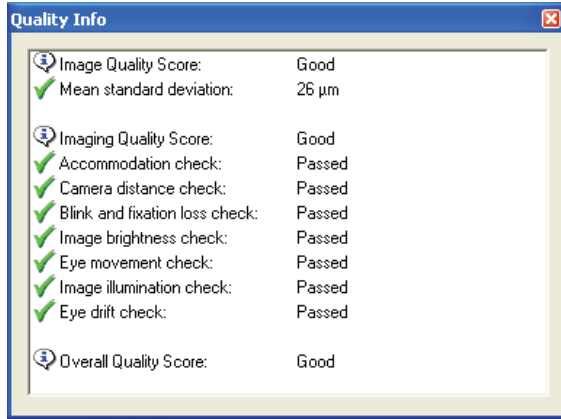 Quality Info
Image Quality Score: Good
Mean standard deviation: 26 µm
Imaging Quality Score: Good
Accommodation check: Passed
Camera distance check: Passed
Blink and fixation loss check: Passed
Image brightness check: Passed
Eye movement check: Passed
Image illumination check: Passed
Eye drift check: Passed
Overall Quality Score: Good